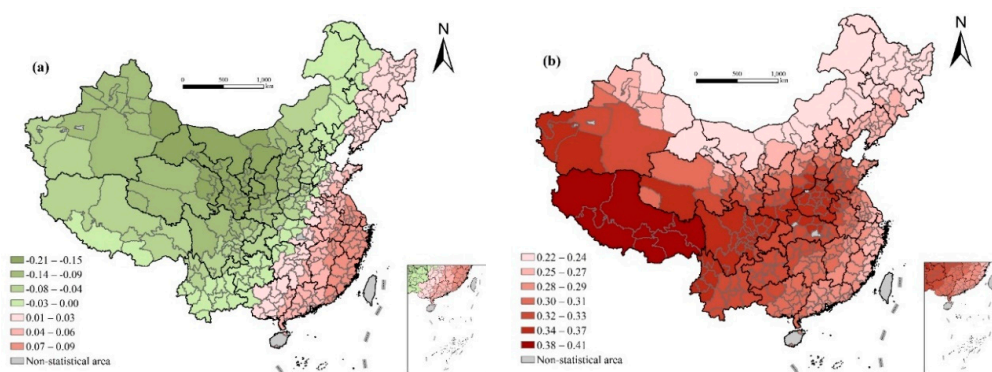 (a)
N
0 500 1,000
km
-0.21 – -0.15
-0.14 – -0.09
-0.08 – -0.04
-0.03 – 0.00
0.01 – 0.03
0.04 – 0.06
0.07 – 0.09
Non-statistical area
(b)
N
0 500 1,000
km
0.22 – 0.24
0.25 – 0.27
0.28 – 0.29
0.30 – 0.31
0.32 – 0.33
0.34 – 0.37
0.38 – 0.41
Non-statistical area